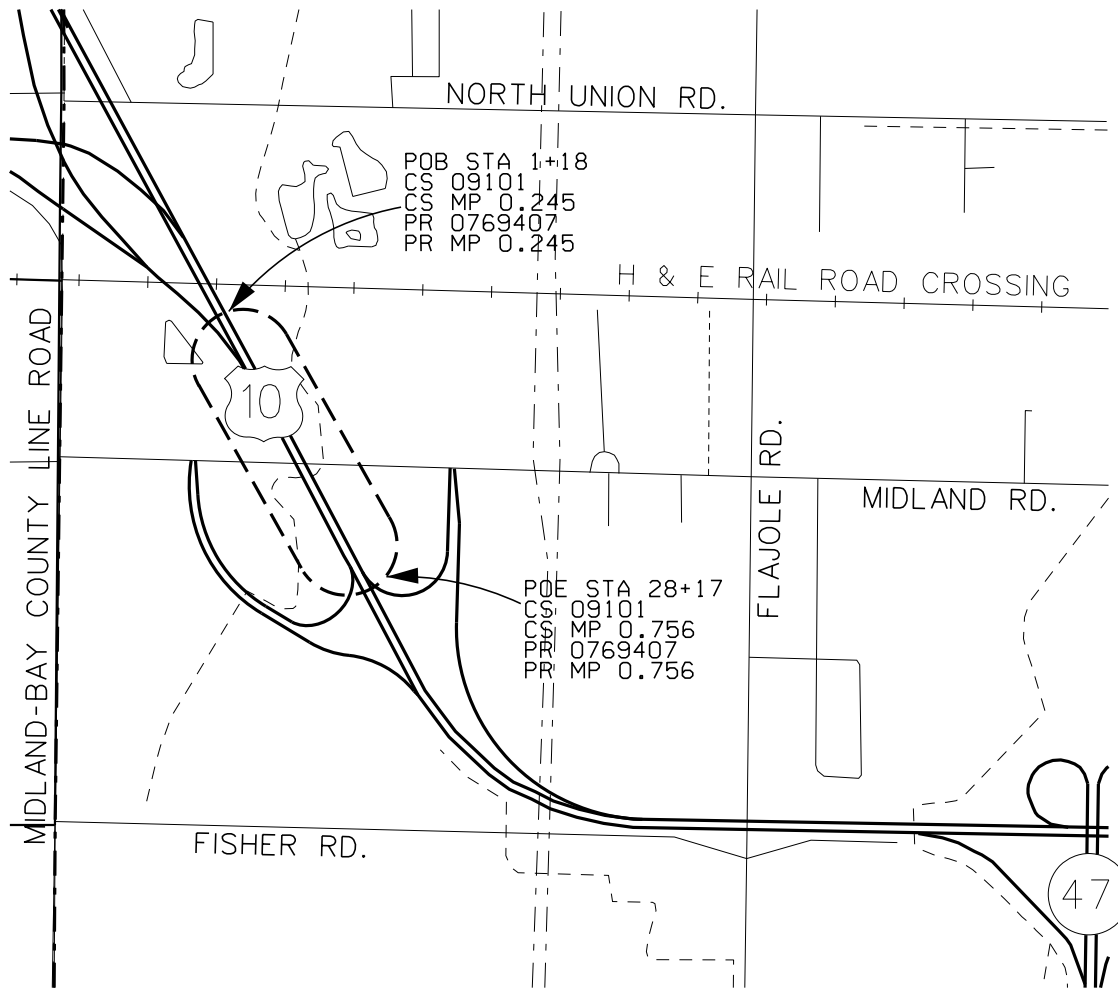 NORTH UNION RD.
POB STA 1+18
CS 09101
CS MP 0.245
PR 0769407
PR MP 0.245
H & E RAIL ROAD CROSSING
10
MIDLAND-BAY COUNTY LINE ROAD
FLAJOLE RD.
MIDLAND RD.
POE STA 28+17
CS 09101
CS MP 0.756
PR 0769407
PR MP 0.756
FISHER RD.
47